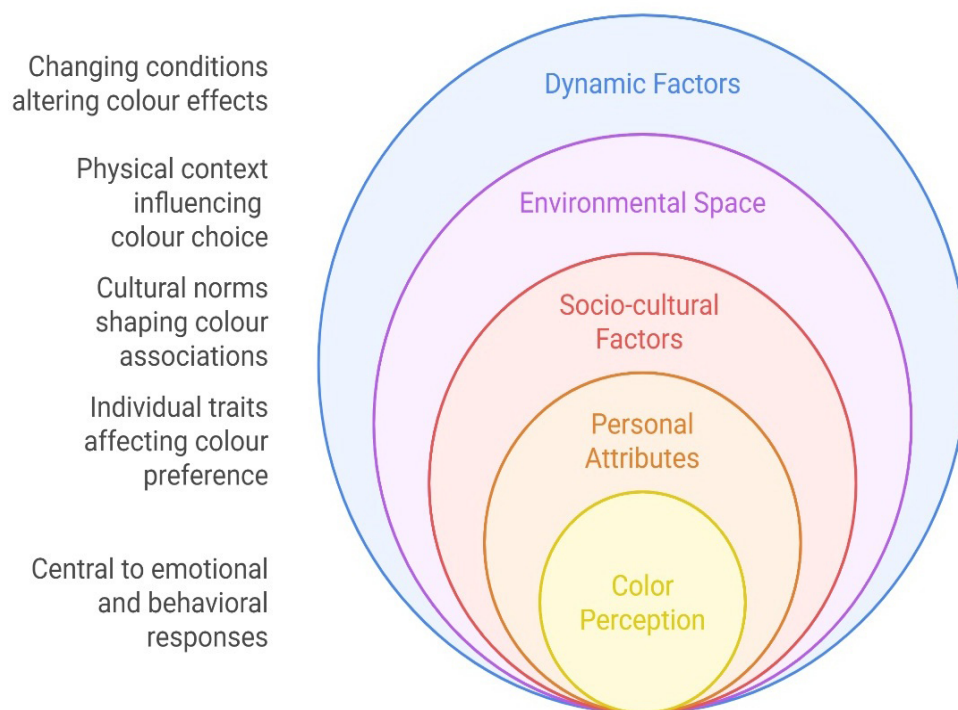 Changing conditions
altering colour effects
Dynamic Factors
Physical context
influencing
colour choice
Environmental Space
Cultural norms
shaping colour
associations
Socio-cultural
Factors
Individual traits
affecting colour
preference
Personal
Attributes
Central to emotional
and behavioral
responses
Color
Perception